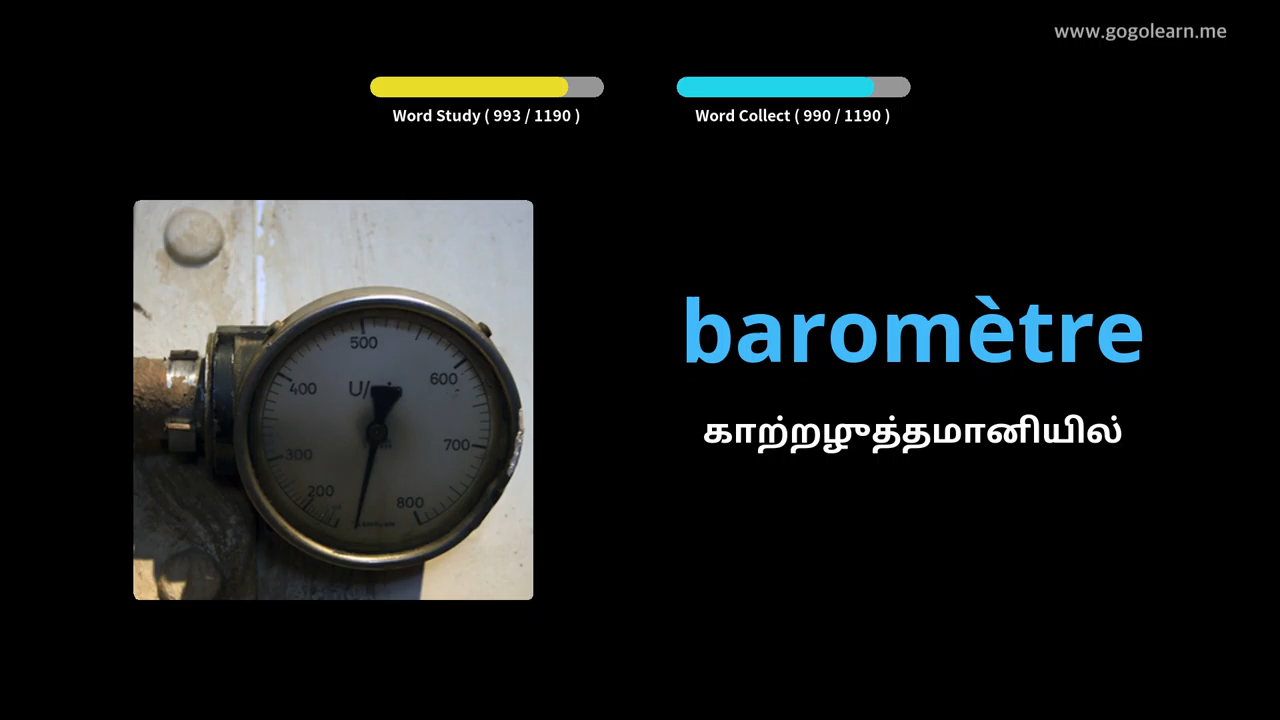 www.gogolearn.me
Word Study ( 993 / 1190 )
Word Collect ( 990 / 1190 )
500
400
600
300
700
200
800
baromètre
காற்றழுத்தமானியில்